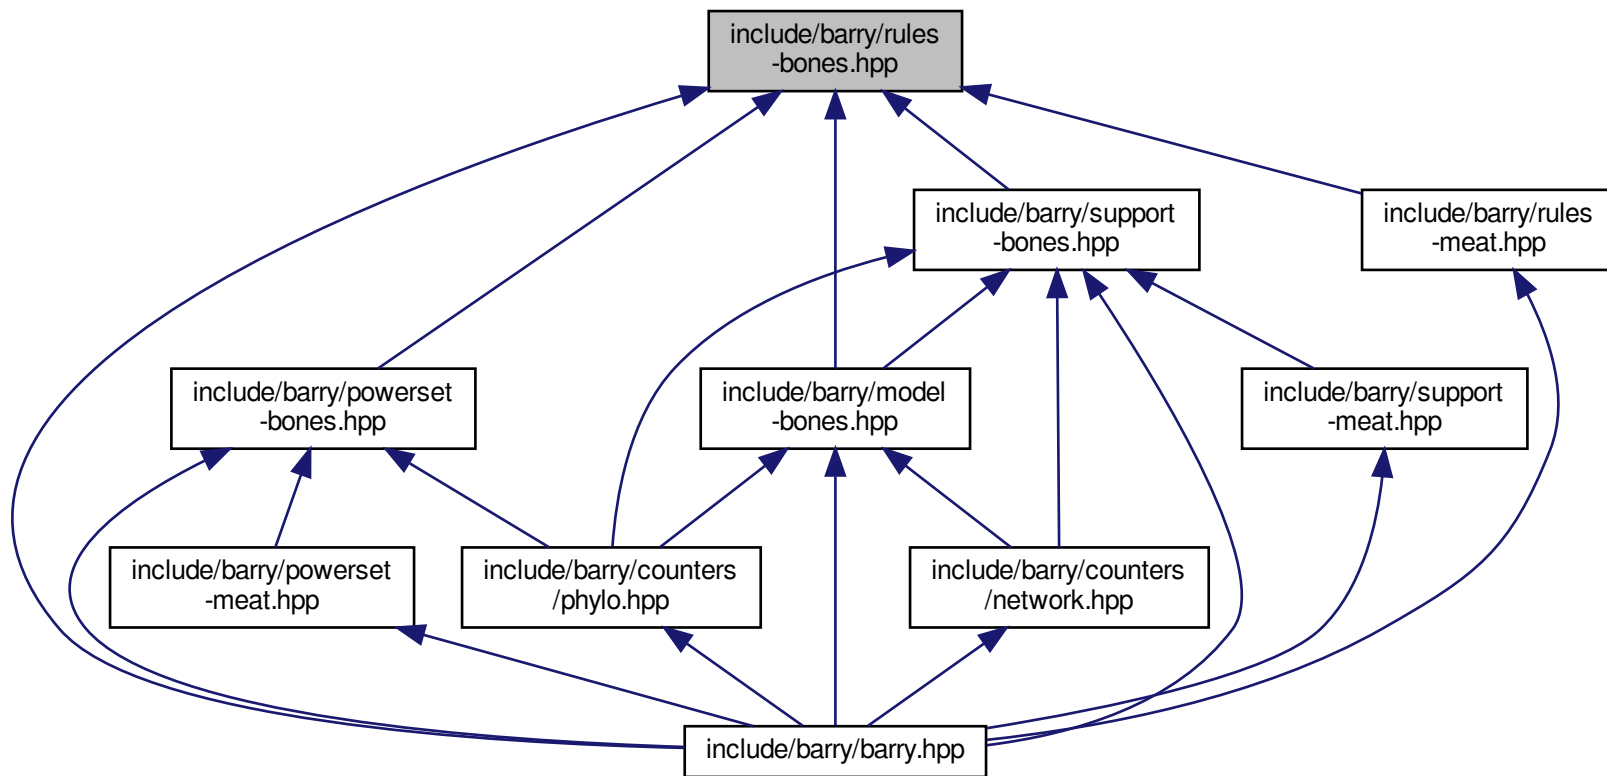 include/barry/rules
-bones.hpp
include/barry/support
-bones.hpp
include/barry/rules
-meat.hpp
include/barry/powerset
-bones.hpp
include/barry/model
-bones.hpp
include/barry/support
-meat.hpp
include/barry/powerset
-meat.hpp
include/barry/counters
/phylo.hpp
include/barry/counters
/network.hpp
include/barry/barry.hpp